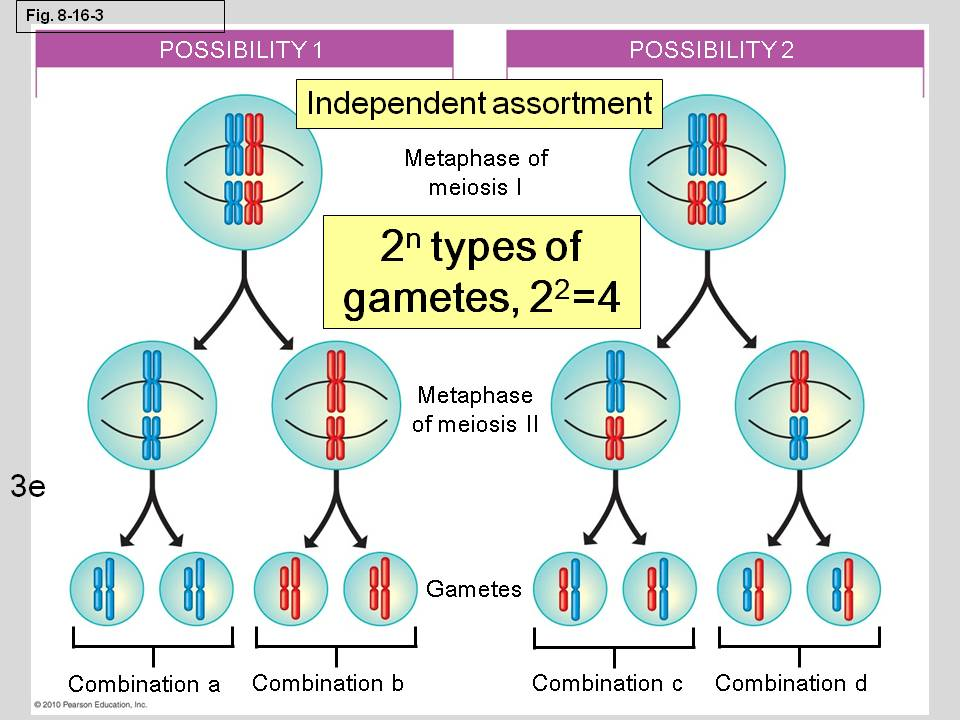 Fig. 8-16-3
POSSIBILITY 1
POSSIBILITY 2
Independent assortment
Metaphase of
meiosis I
2ⁿ types of
gametes, 2²=4
Metaphase
of meiosis II
3e
Gametes
Combination a
Combination b
Combination c
Combination d
© 2010 Pearson Education, Inc.